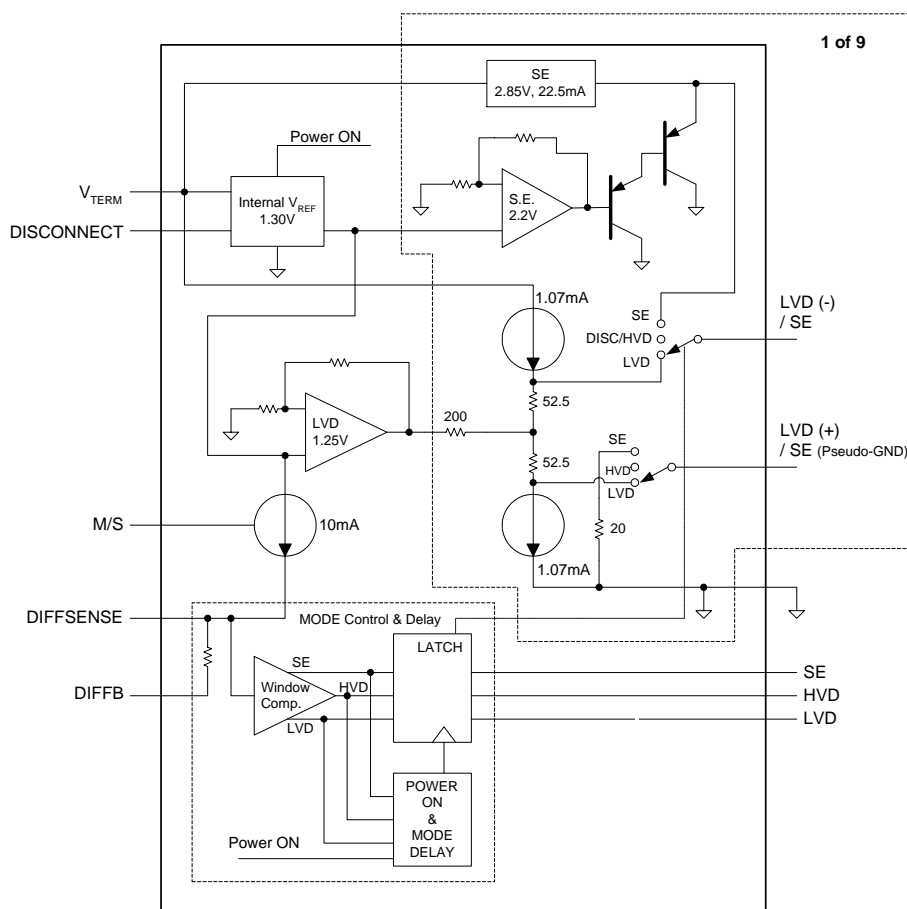 1 of 9
SE
2.85V, 22.5mA
Power ON
VTERM
Internal VREF
1.30V
S.E.
2.2V
DISCONNECT
1.07mA
SE
DISC/HVD
LVD
LVD (-)
/ SE
52.5
LVD
1.25V
200
52.5
SE
HVD
LVD
LVD (+)
/ SE (Pseudo-GND)
M/S
10mA
20
1.07mA
DIFFSENSE
MODE Control & Delay
LATCH
SE
SE
DIFFB
Window
Comp.
HVD
HVD
LVD
LVD
POWER
ON
&
MODE
DELAY
Power ON